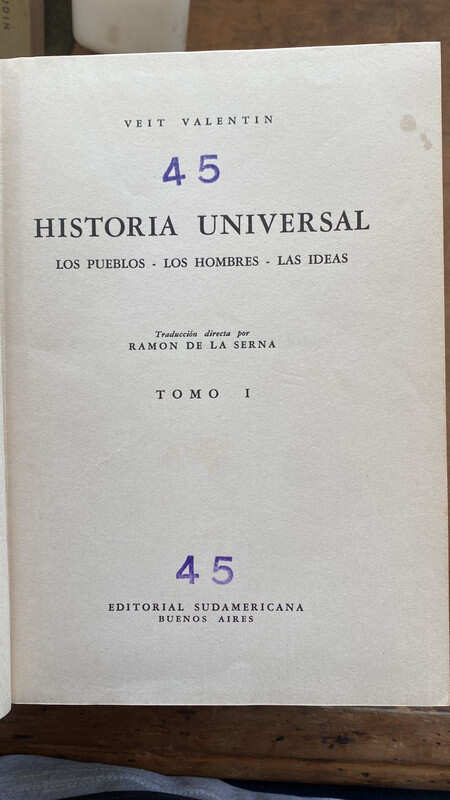 VEIT VALENTIN
45
HISTORIA UNIVERSAL
LOS PUEBLOS - LOS HOMBRES - LAS IDEAS
Traducción directa por
RAMON DE LA SERNA
TOMO I
45
EDITORIAL SUDAMERICANA
BUENOS AIRES